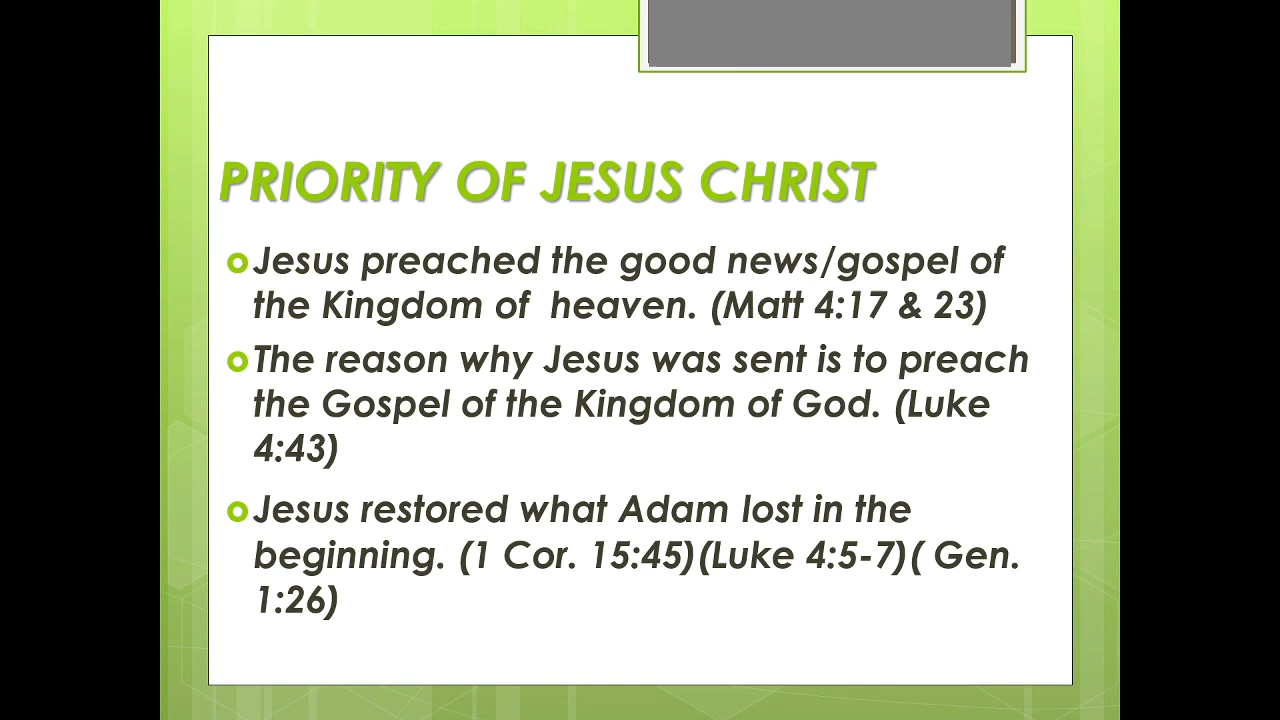 PRIORITY OF JESUS CHRIST
Jesus preached the good news/gospel of
the Kingdom of  heaven. (Matt 4:17 & 23)
The reason why Jesus was sent is to preach
the Gospel of the Kingdom of God. (Luke
4:43)
Jesus restored what Adam lost in the
beginning. (1 Cor. 15:45)(Luke 4:5-7)( Gen.
1:26)